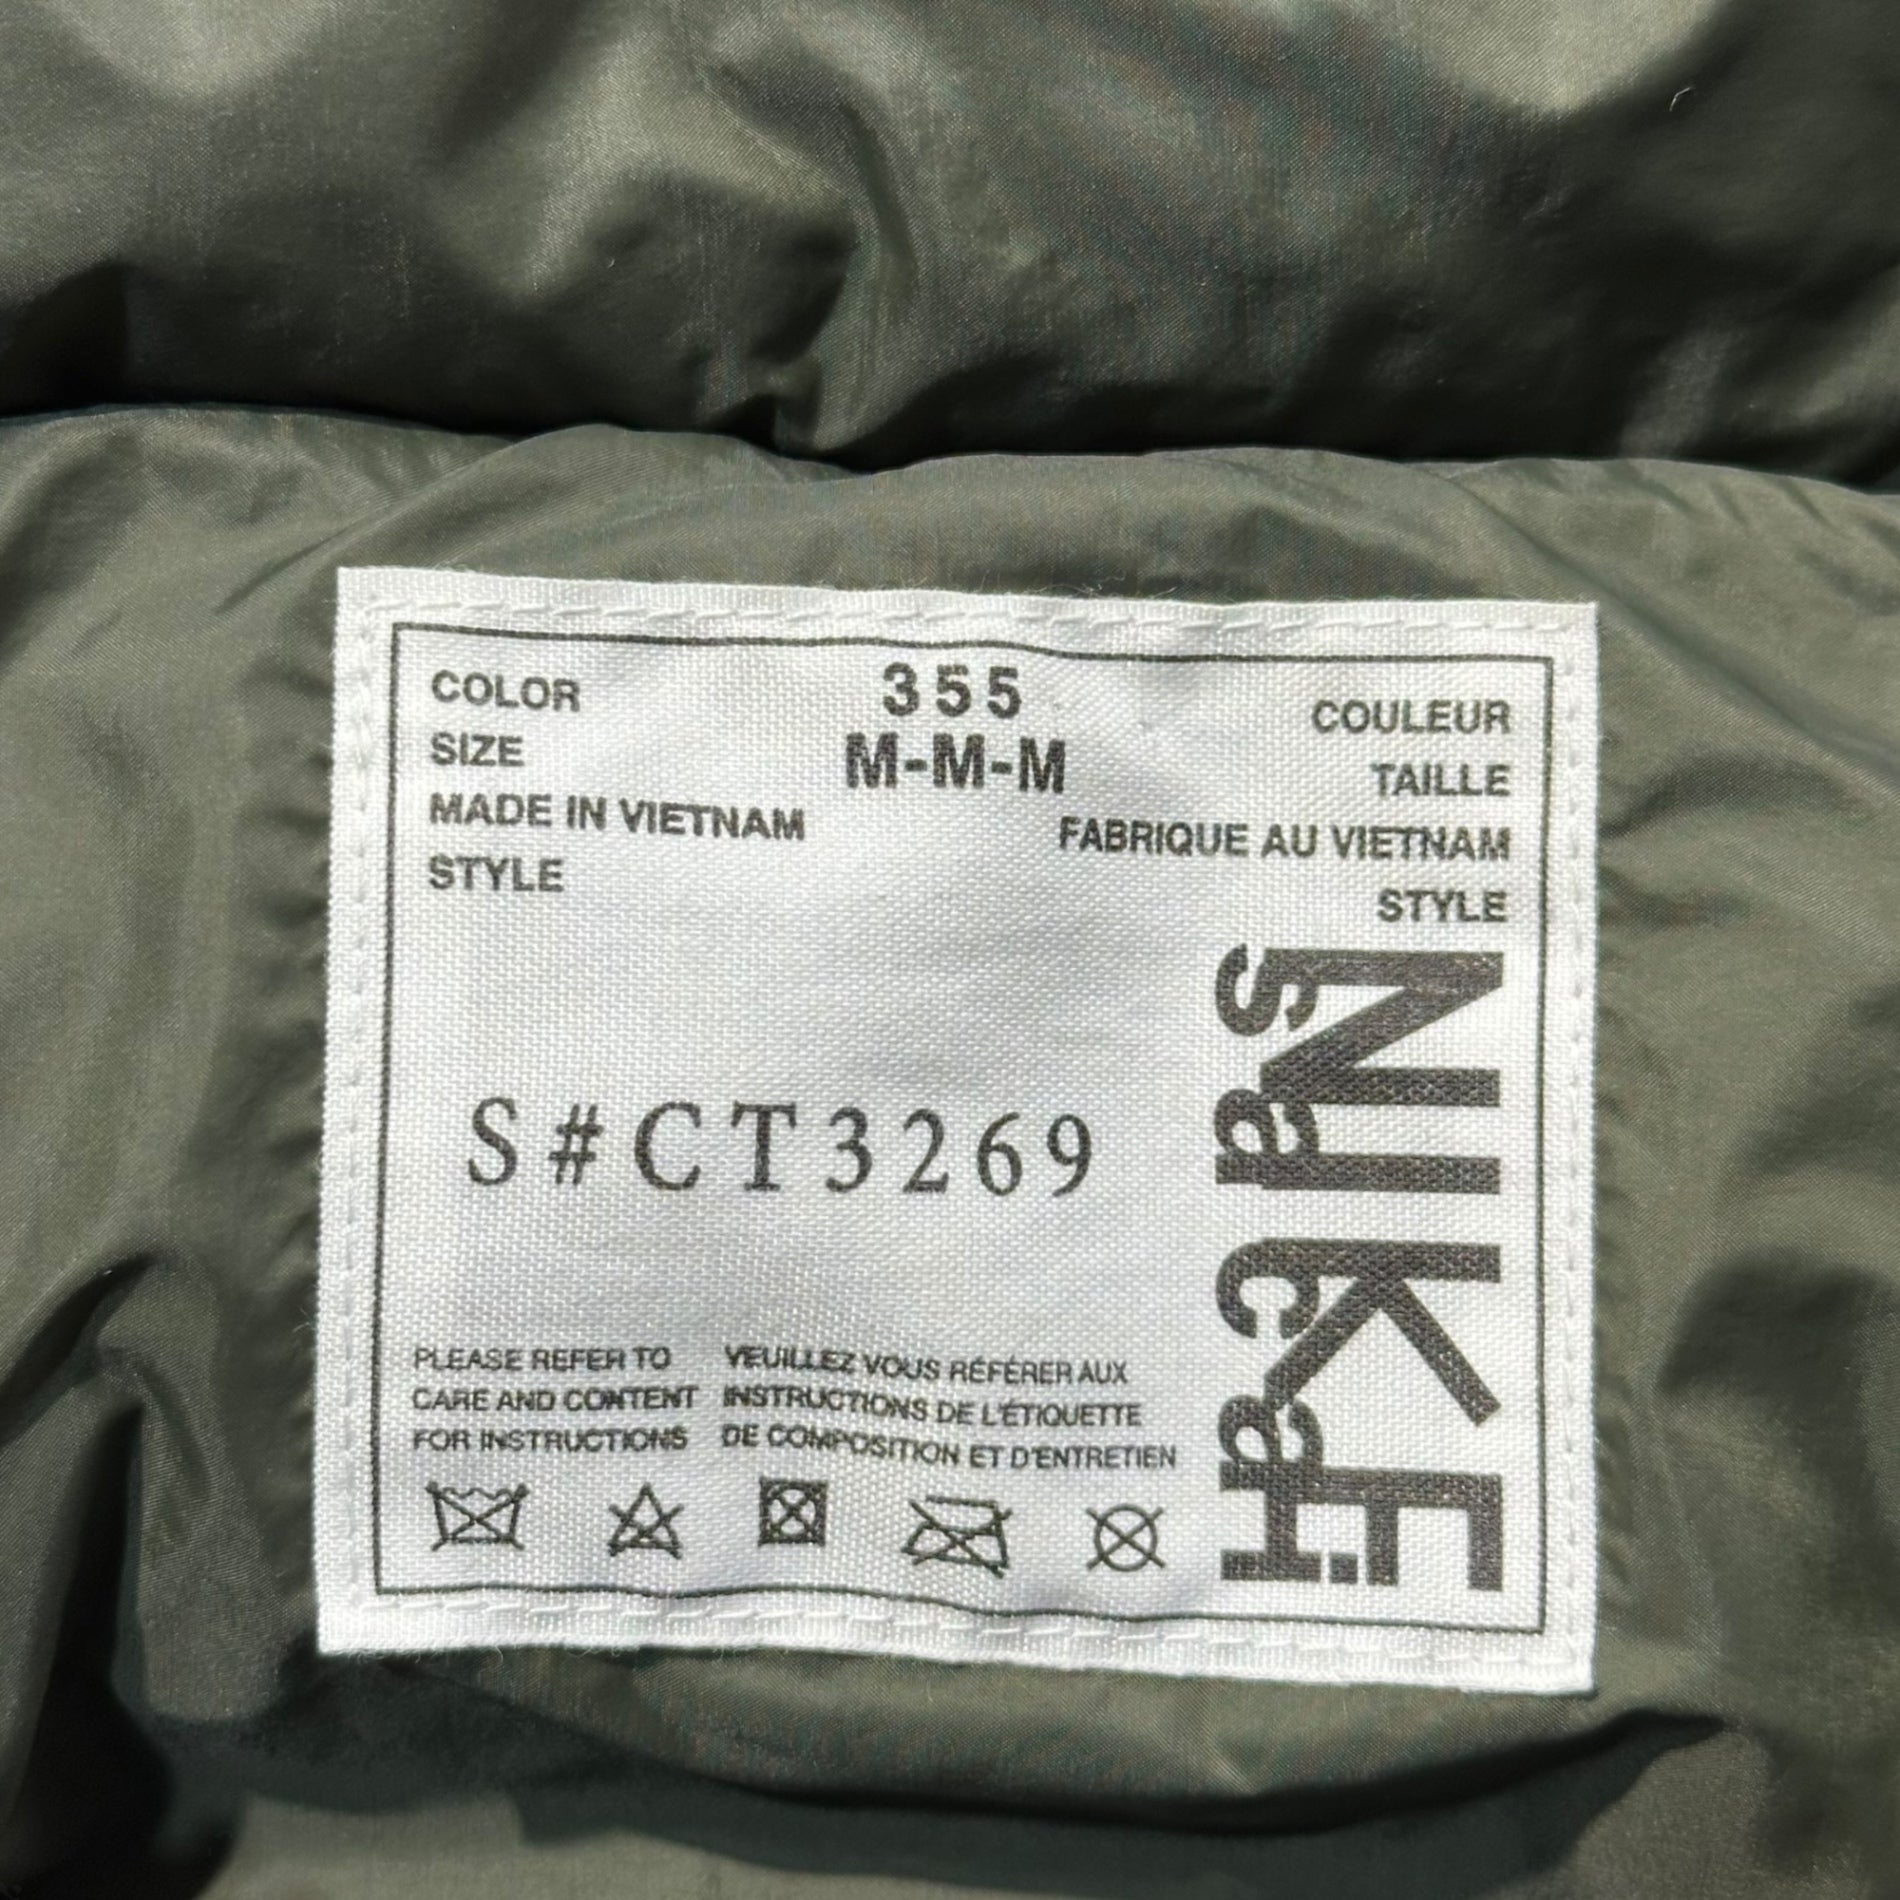 COLOR 355 COULEUR
SIZE M-M-M TAILLE
MADE IN VIETNAM FABRIQUE AU VIETNAM
STYLE STYLE
S#CT3269
NIKE
sacai
PLEASE REFER TO
CARE AND CONTENT
FOR INSTRUCTIONS
VEUILLEZ VOUS RÉFÉRER AUX
INSTRUCTIONS DE L'ÉTIQUETTE
DE COMPOSITION ET D'ENTRETIEN